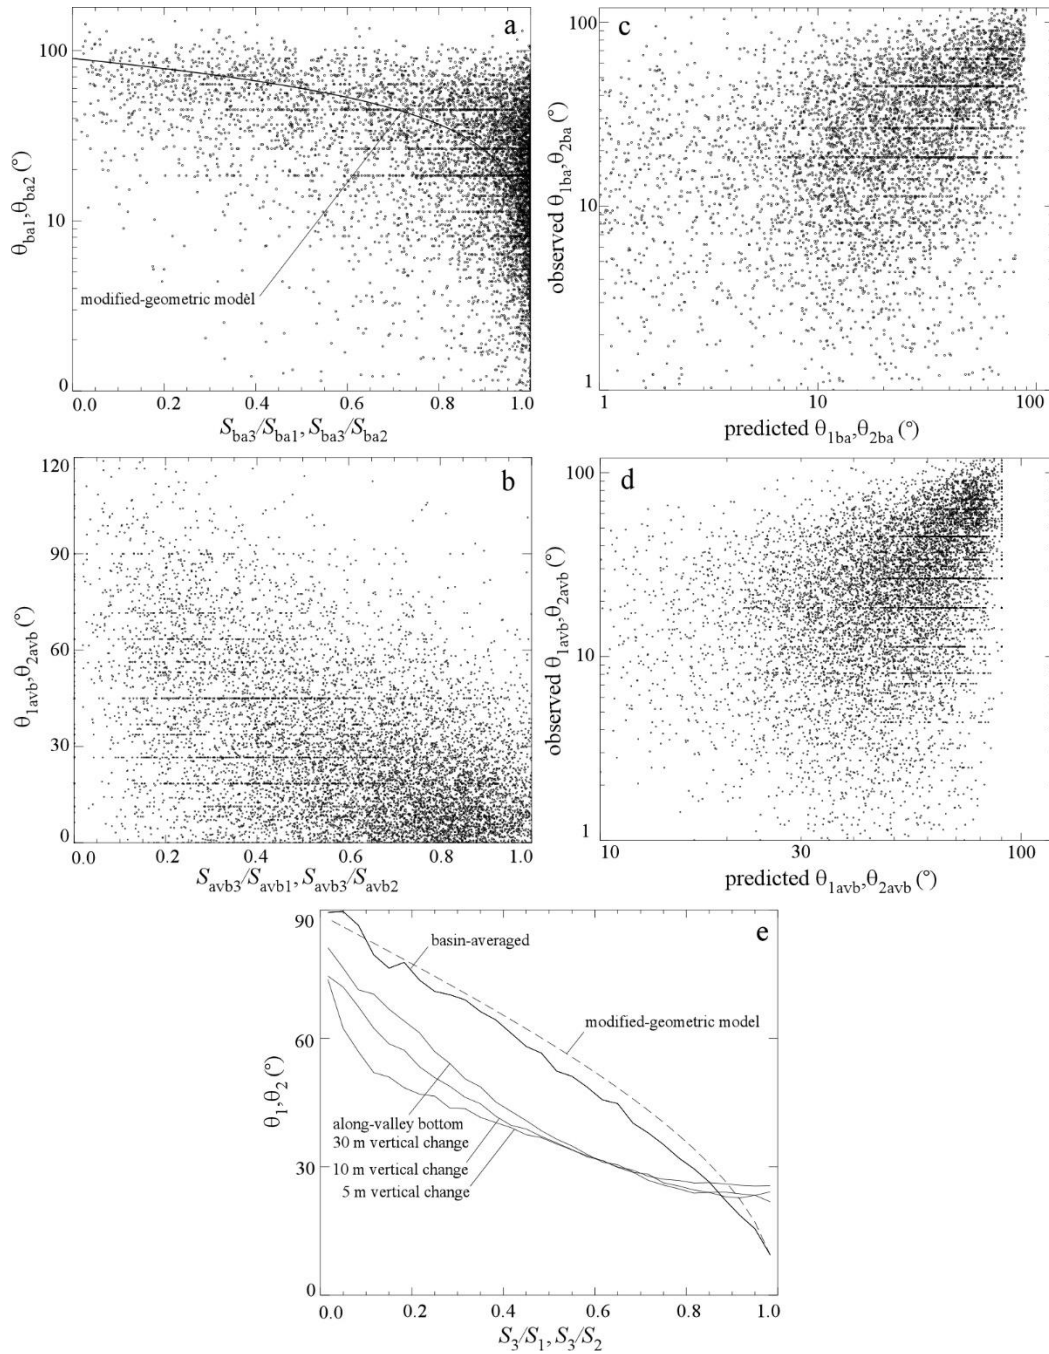 a
100
10
0
θba1,θba2 (°)
modified-geometric model
0.0 0.2 0.4 0.6 0.8 1.0
Sba3/Sba1, Sba3/Sba2
c
100
10
1
observed θ1ba,θ2ba (°)
1 10 100
predicted θ1ba,θ2ba (°)
b
120
90
60
30
0
θ1avb,θ2avb (°)
0.0 0.2 0.4 0.6 0.8 1.0
Savb3/Savb1, Savb3/Savb2
d
100
10
1
observed θ1avb,θ2avb (°)
10 30 100
predicted θ1avb,θ2avb (°)
e
90
60
30
0
θ1,θ2 (°)
basin-averaged
modified-geometric model
along-valley bottom
30 m vertical change
10 m vertical change
5 m vertical change
0.0 0.2 0.4 0.6 0.8 1.0
S3/S1, S3/S2